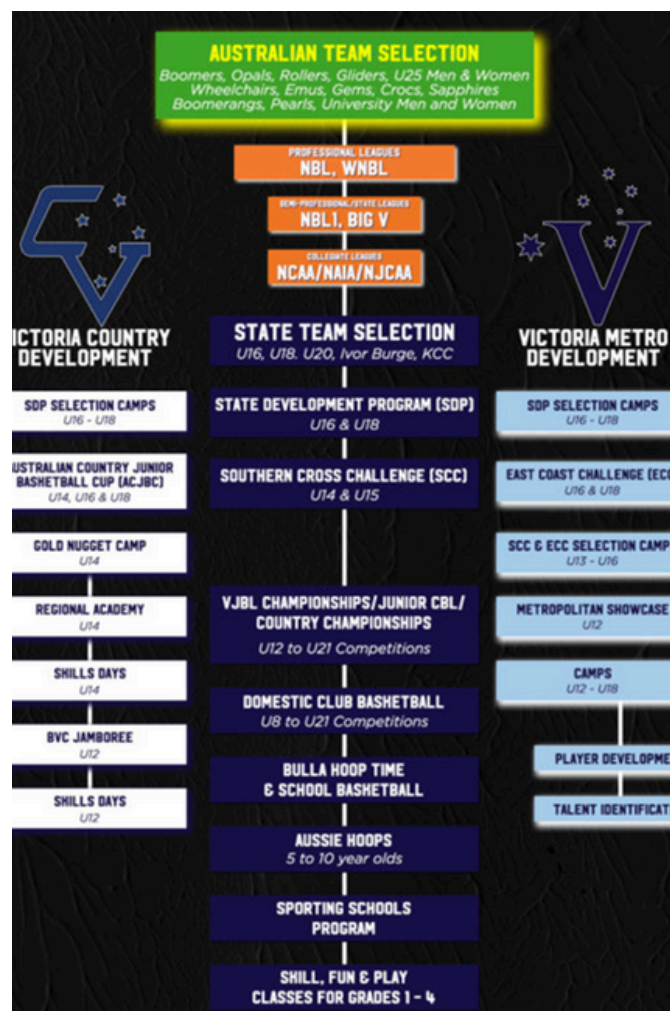 AUSTRALIAN TEAM SELECTION
Boomers, Opals, Rollers, Gliders, U25 Men & Women
Wheelchairs, Emus, Gems, Crocs, Sapphires
Boomerangs, Pearls, University Men and Women
PROFESSIONAL LEAGUES
NBL, WNBL
SEMI-PROFESSIONAL/STATE LEAGUES
NBL1, BIG V
COLLEGIATE LEAGUES
NCAA/NAIA/NJCAA
STATE TEAM SELECTION
U16, U18. U20, Ivor Burge, KCC
STATE DEVELOPMENT PROGRAM (SDP)
U16 & U18
SOUTHERN CROSS CHALLENGE (SCC)
U14 & U15
VJBL CHAMPIONSHIPS/JUNIOR CBL/
COUNTRY CHAMPIONSHIPS
U12 to U21 Competitions
DOMESTIC CLUB BASKETBALL
U8 to U21 Competitions
BULLA HOOP TIME
& SCHOOL BASKETBALL
AUSSIE HOOPS
5 to 10 year olds
SPORTING SCHOOLS
PROGRAM
SKILL, FUN & PLAY
CLASSES FOR GRADES 1 - 4
CV
ICTORIA COUNTRY
DEVELOPMENT
SDP SELECTION CAMPS
U16 - U18
USTRALIAN COUNTRY JUNIOR
BASKETBALL CUP (ACJBC)
U14, U16 & U18
GOLD NUGGET CAMP
U14
REGIONAL ACADEMY
U14
SKILLS DAYS
U14
BVC JAMBOREE
U12
SKILLS DAYS
U12
V
VICTORIA METRO
DEVELOPMENT
SDP SELECTION CAMPS
U16 - U18
EAST COAST CHALLENGE (ECC
U16 & U18
SCC & ECC SELECTION CAMP
U13 - U16
METROPOLITAN SHOWCASE
U12
CAMPS
U12 - U18
PLAYER DEVELOPME
TALENT IDENTIFICAT